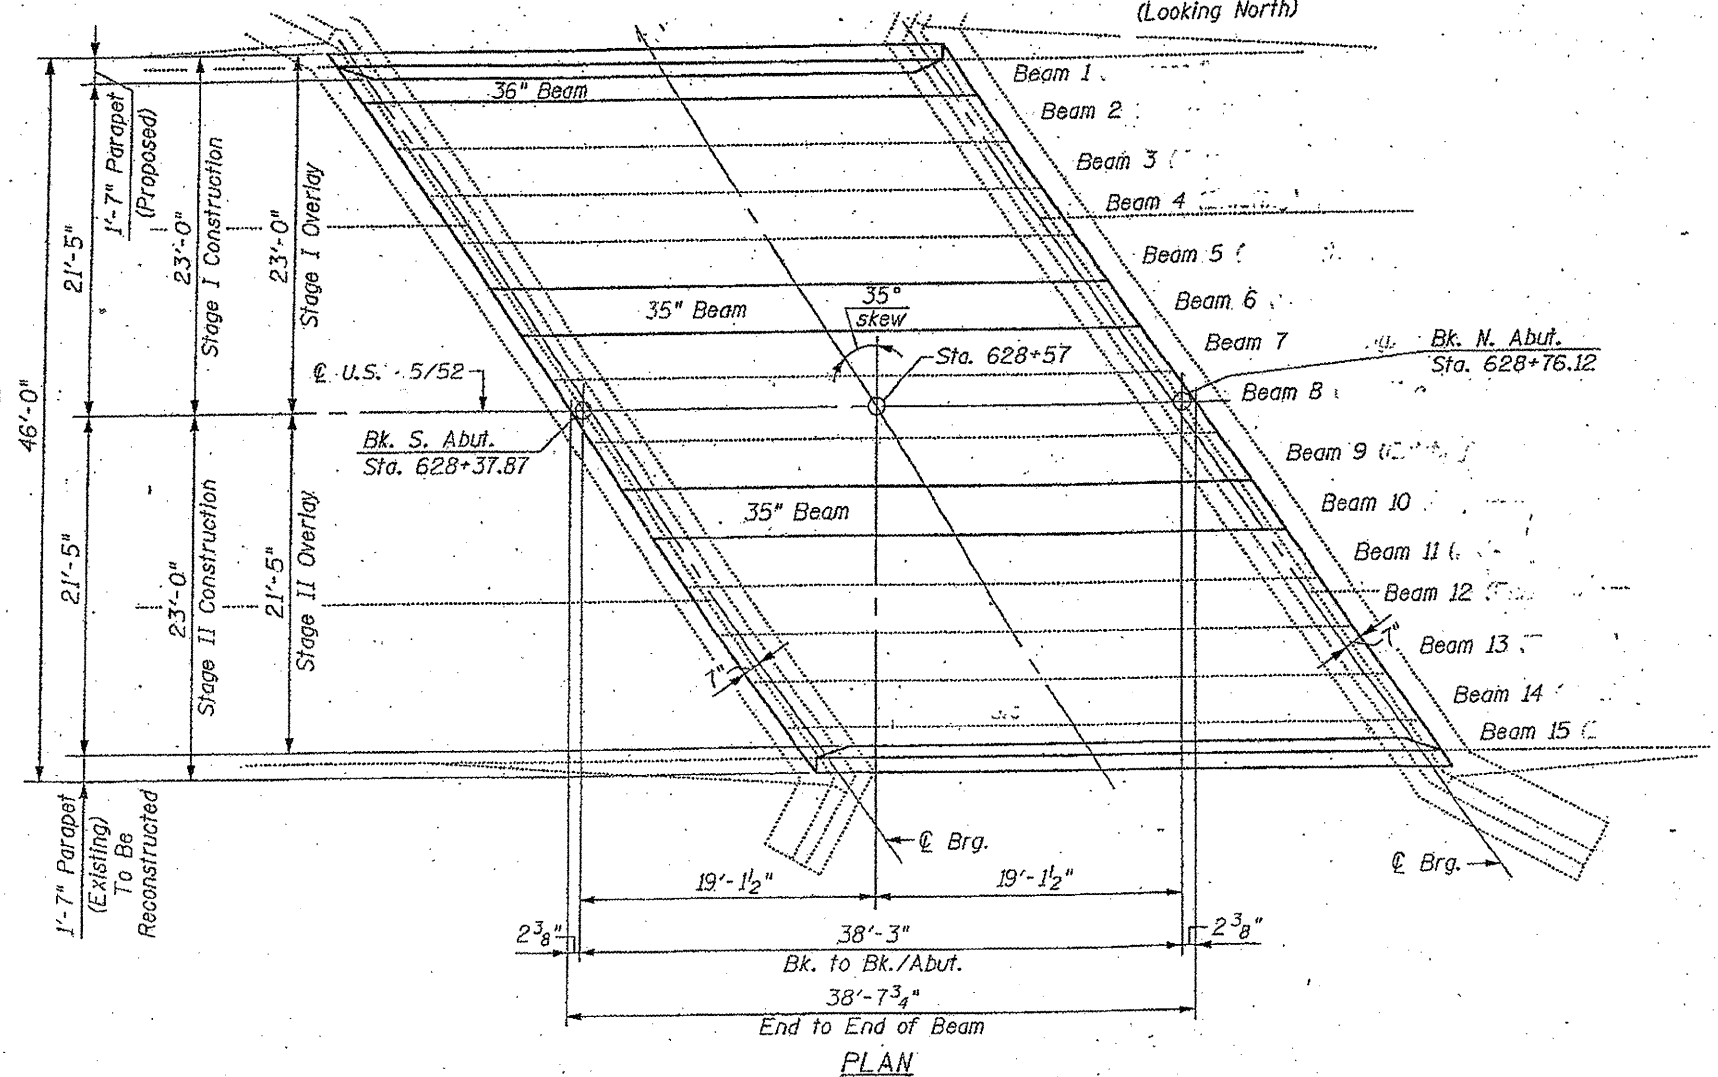 (Looking North)
Beam 1
36" Beam
Beam 2
Beam 3
Beam 4
Beam 5
Beam 6
Beam 7
Beam 8
Beam 9
Beam 10
Beam 11
Beam 12
Beam 13
Beam 14
Beam 15
1'-7" Parapet
(Proposed)
46'-0"
21'-5"
23'-0"
Stage I Construction
23'-0"
Stage I Overlay
35" Beam
35°
skew
Sta. 628+57
Bk. N. Abut.
Sta. 628+76.12
℄ U.S. 5/52
Bk. S. Abut.
Sta. 628+37.87
35" Beam
21'-5"
23'-0"
Stage II Construction
21'-5"
Stage II Overlay
7"
7"
1'-7" Parapet
(Existing)
To Be
Reconstructed
℄ Brg.
℄ Brg.
19'-1½"
19'-1½"
2⅜"
38'-3"
2⅜"
Bk. to Bk./Abut.
38'-7¾"
End to End of Beam
PLAN